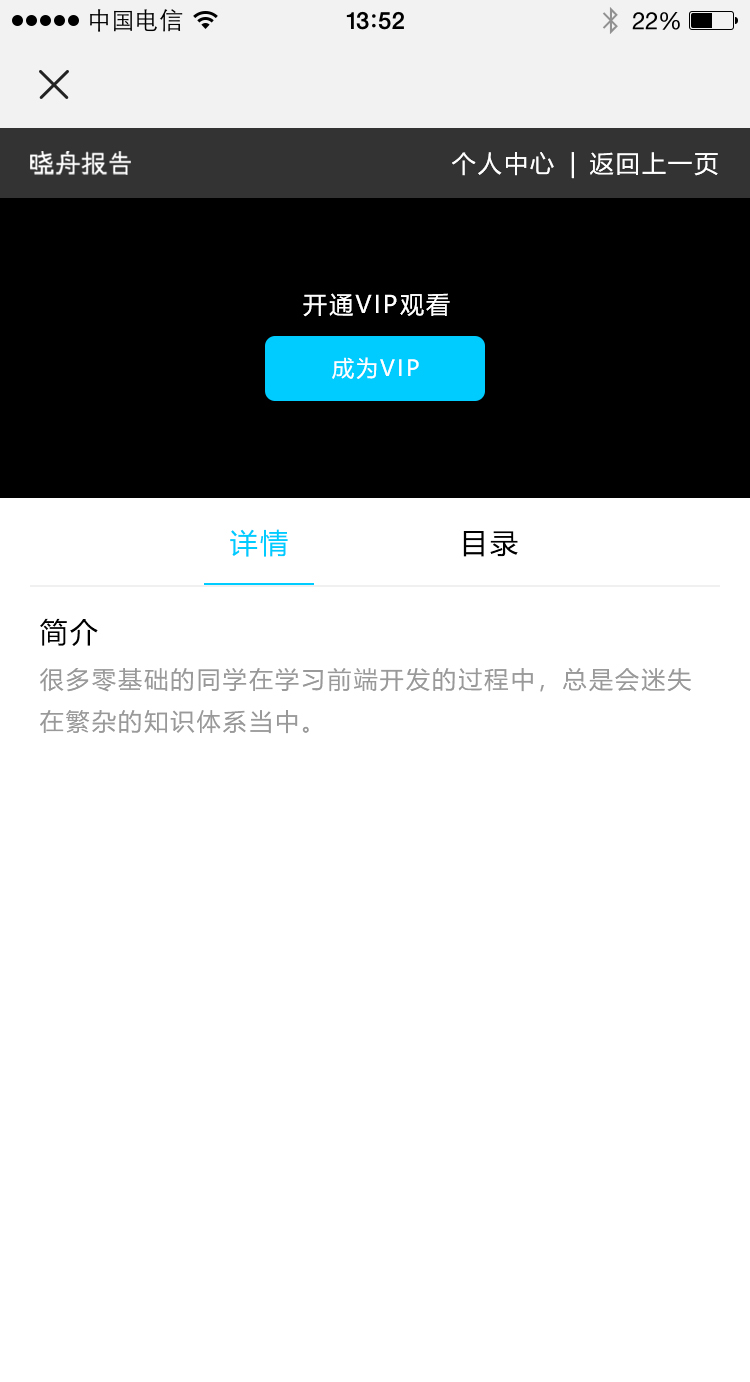 中国电信 13:52 22%
晓舟报告 个人中心 | 返回上一页
开通VIP观看
成为VIP
详情 目录
简介
很多零基础的同学在学习前端开发的过程中，总是会迷失
在繁杂的知识体系当中。